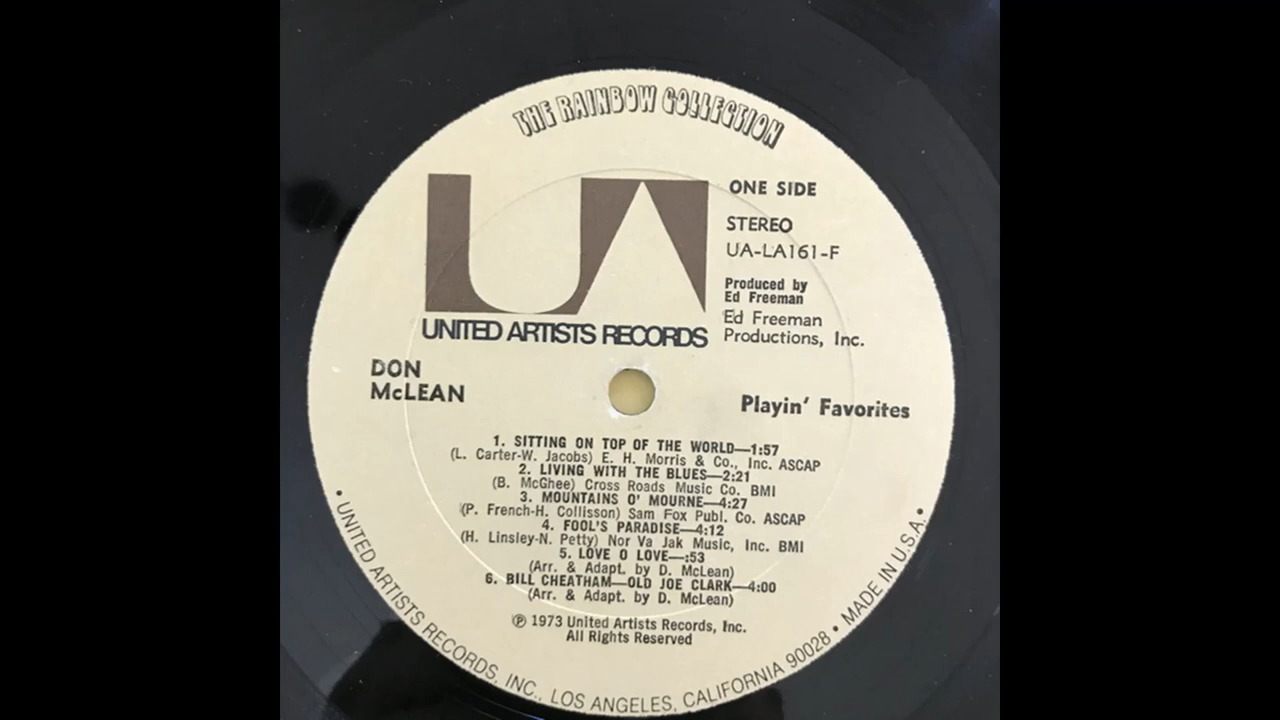 THE RAINBOW COLLECTION
UA
ONE SIDE
STEREO
UA-LA161-F
Produced by
Ed Freeman
Ed Freeman
Productions, Inc.
UNITED ARTISTS RECORDS
DON
McLEAN
Playin' Favorites
1. SITTING ON TOP OF THE WORLD—1:57
(L. Carter-W. Jacobs) E. H. Morris & Co., Inc. ASCAP
2. LIVING WITH THE BLUES—2:21
(B. McGhee) Cross Roads Music Co. BMI
3. MOUNTAINS O' MOURNE—4:27
(P. French-H. Collisson) Sam Fox Publ. Co. ASCAP
4. FOOL'S PARADISE—4:12
(H. Linsley-N. Petty) Nor Va Jak Music, Inc. BMI
5. LOVE O LOVE—:53
(Arr. & Adapt. by D. McLean)
6. BILL CHEATHAM—OLD JOE CLARK—4:00
(Arr. & Adapt. by D. McLean)
℗ 1973 United Artists Records, Inc.
All Rights Reserved
• UNITED ARTISTS RECORDS, INC., LOS ANGELES, CALIFORNIA 90028 • MADE IN U.S.A. •